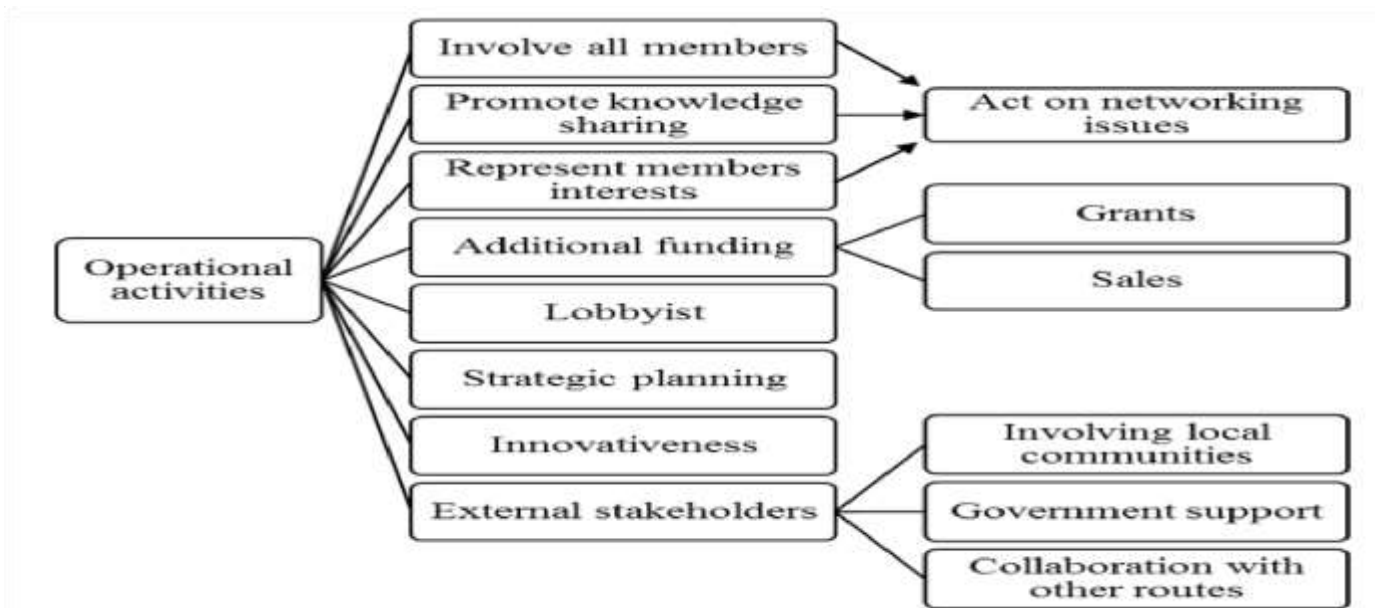 Operational
activities
Involve all members
Promote knowledge
sharing
Represent members
interests
Additional funding
Lobbyist
Strategic planning
Innovativeness
External stakeholders
Act on networking
issues
Grants
Sales
Involving local
communities
Government support
Collaboration with
other routes